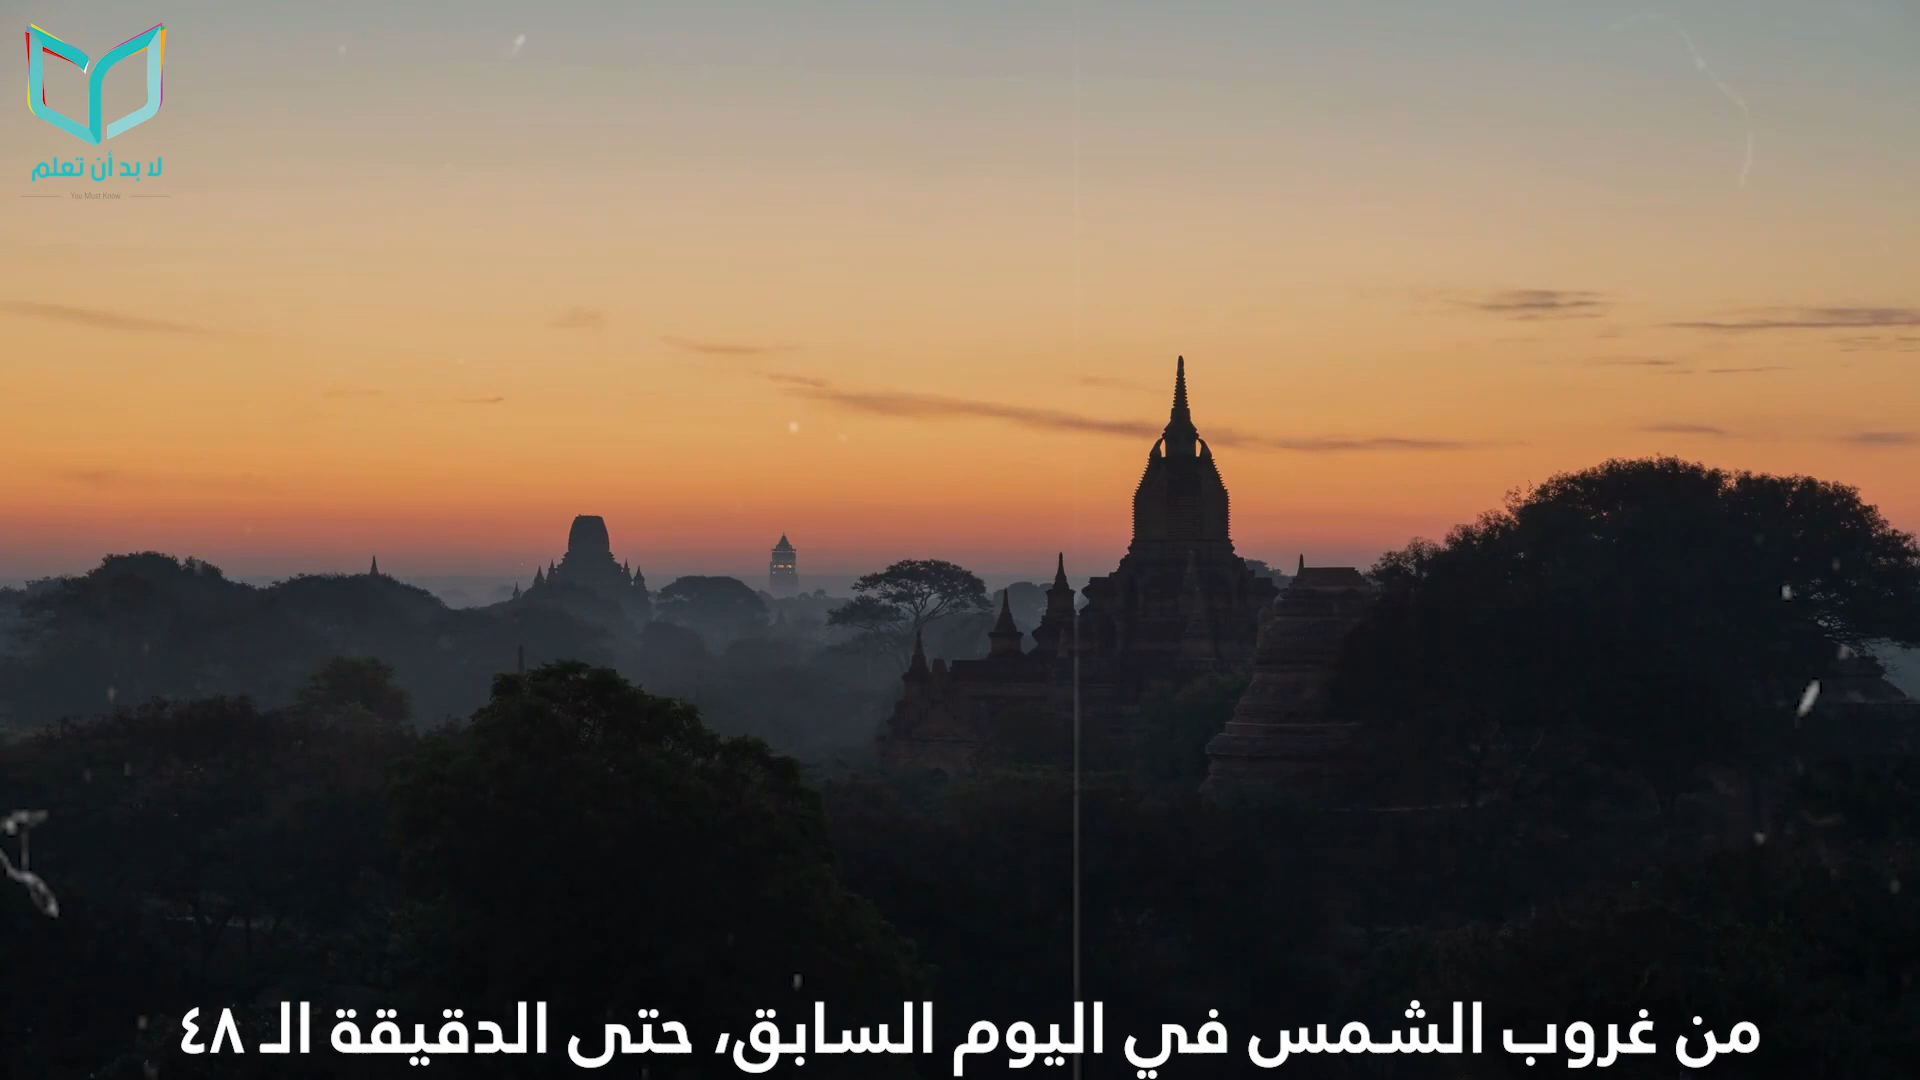 لا بد أن تعلم
You Must Know
من غروب الشمس في اليوم السابق، حتى الدقيقة الـ ٤٨